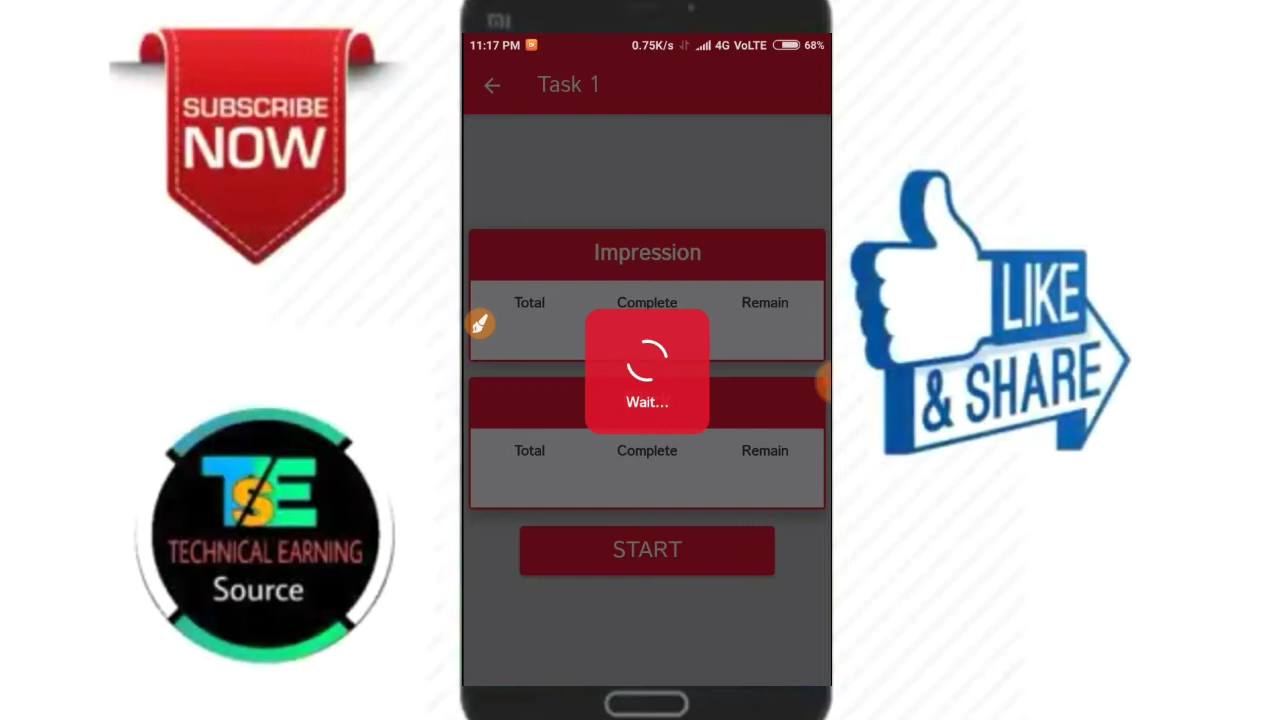 SUBSCRIBE
NOW
TSE
TECHNICAL EARNING
Source
mi
11:17 PM 0.75K/s 4G VoLTE 68%
Task 1
Impression
Total Complete Remain
Wait...
Total Complete Remain
START
LIKE
& SHARE